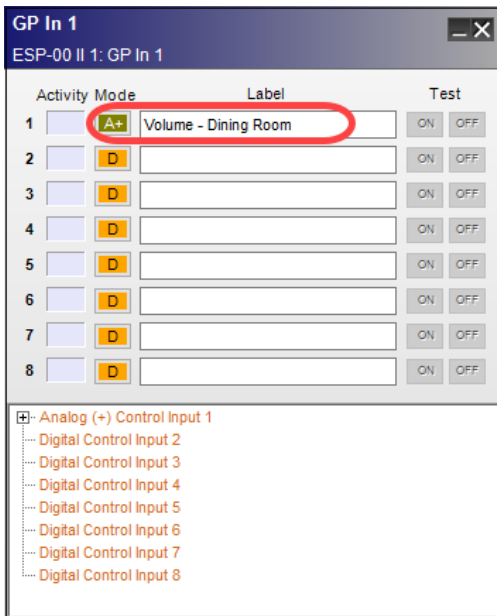 GP In 1
ESP-00 II 1: GP In 1
Activity Mode Label Test
1 A+ Volume - Dining Room ON OFF
2 D ON OFF
3 D ON OFF
4 D ON OFF
5 D ON OFF
6 D ON OFF
7 D ON OFF
8 D ON OFF
Analog (+) Control Input 1
Digital Control Input 2
Digital Control Input 3
Digital Control Input 4
Digital Control Input 5
Digital Control Input 6
Digital Control Input 7
Digital Control Input 8